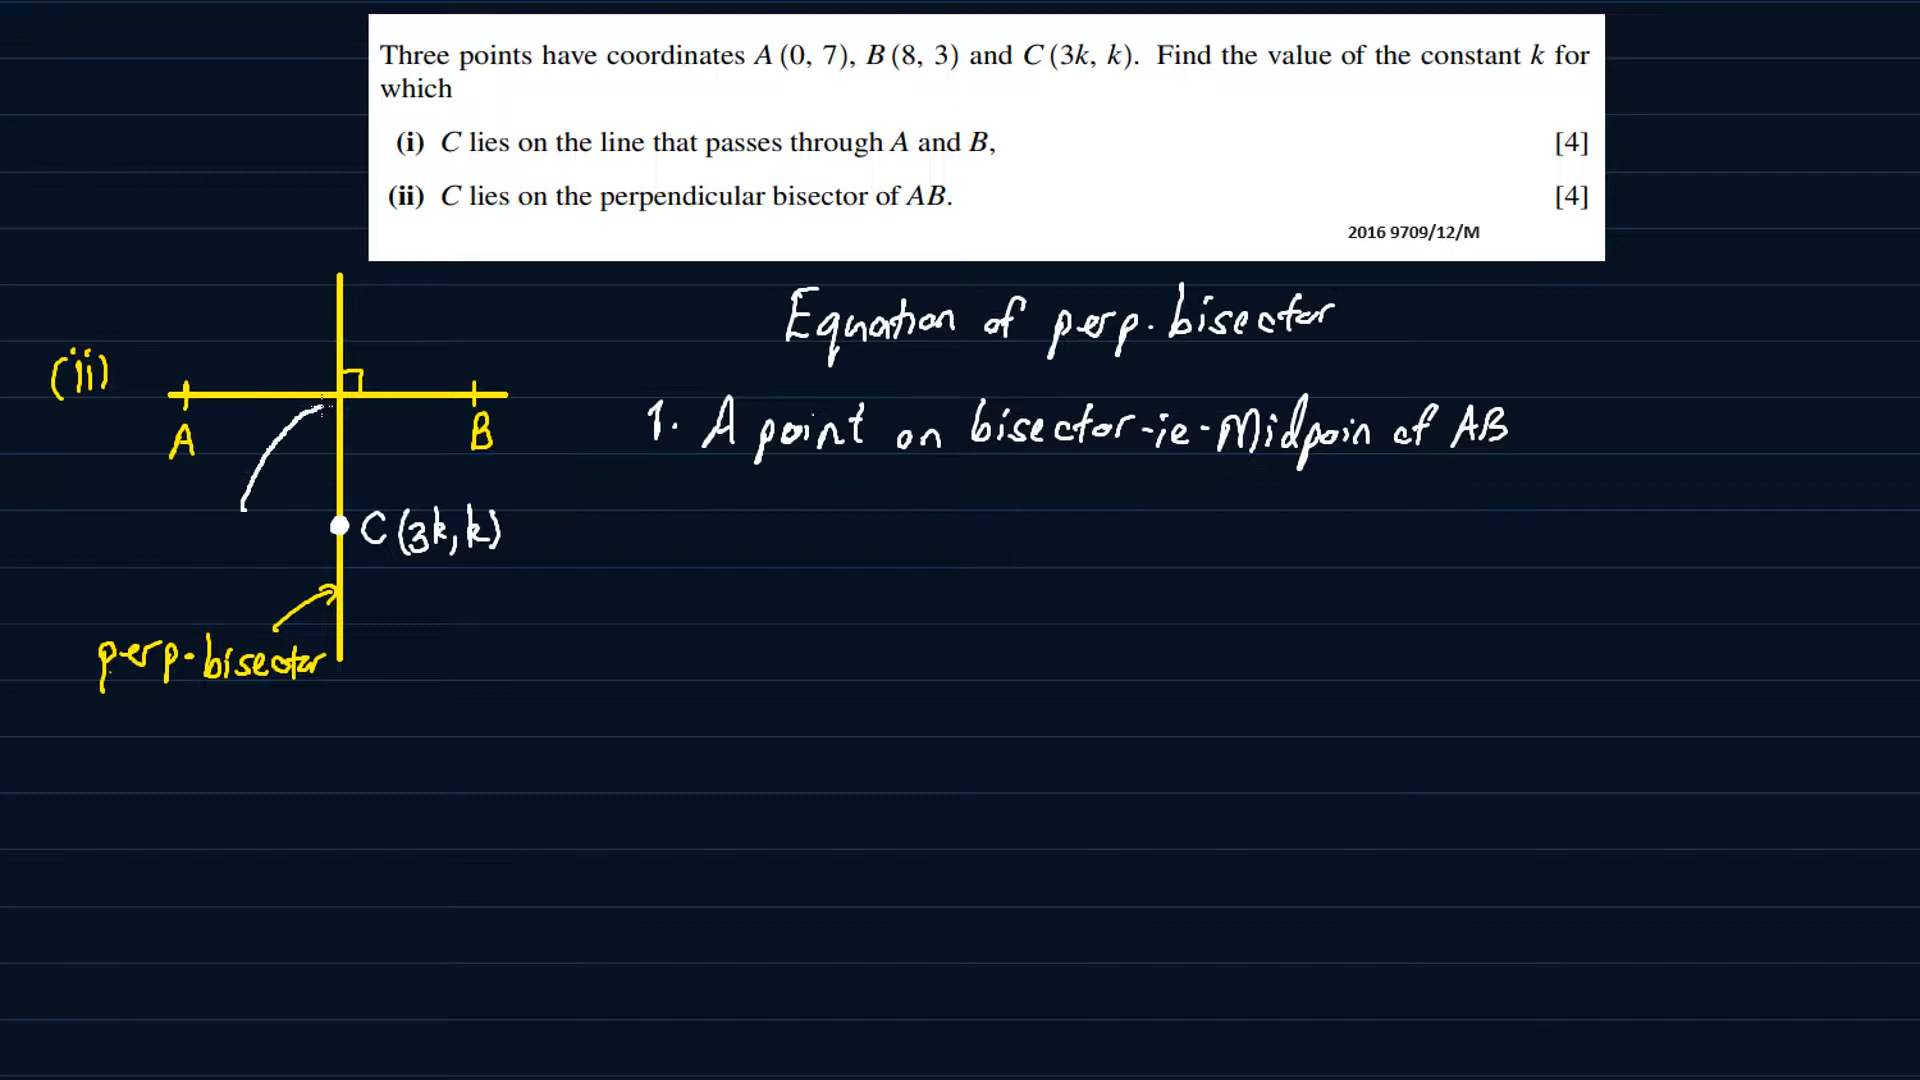 Three points have coordinates A (0, 7), B (8, 3) and C (3k, k). Find the value of the constant k for
which
(i) C lies on the line that passes through A and B, [4]
(ii) C lies on the perpendicular bisector of AB. [4]
2016 9709/12/M
Equation of perp. bisector
(ii)
A B
1. A point on bisector-ie-Midpoin of AB
C (3k, k)
perp. bisector